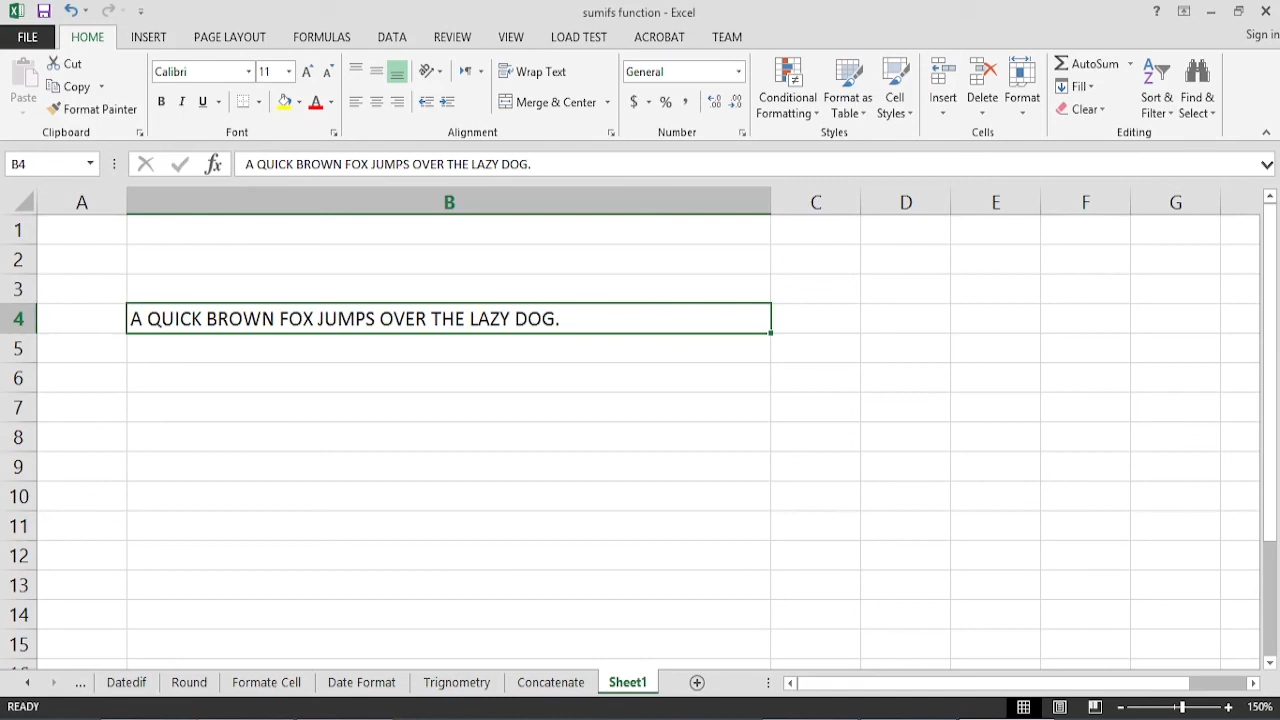 sumifs function - Excel
Sign in
FILE HOME INSERT PAGE LAYOUT FORMULAS DATA REVIEW VIEW LOAD TEST ACROBAT TEAM
Paste
Cut
Copy
Format Painter
Clipboard
Calibri 11
B I U
Font
Wrap Text
Merge & Center
Alignment
General
$ % ,
Number
Conditional Formatting
Format as Table
Cell Styles
Styles
Insert Delete Format
Cells
AutoSum
Fill
Clear
Sort & Filter
Find & Select
Editing
B4
fx
A QUICK BROWN FOX JUMPS OVER THE LAZY DOG.
A B C D E F G
1
2
3
4 A QUICK BROWN FOX JUMPS OVER THE LAZY DOG.
5
6
7
8
9
10
11
12
13
14
15
... Datedif Round Formate Cell Date Format Trignometry Concatenate Sheet1
READY
150%